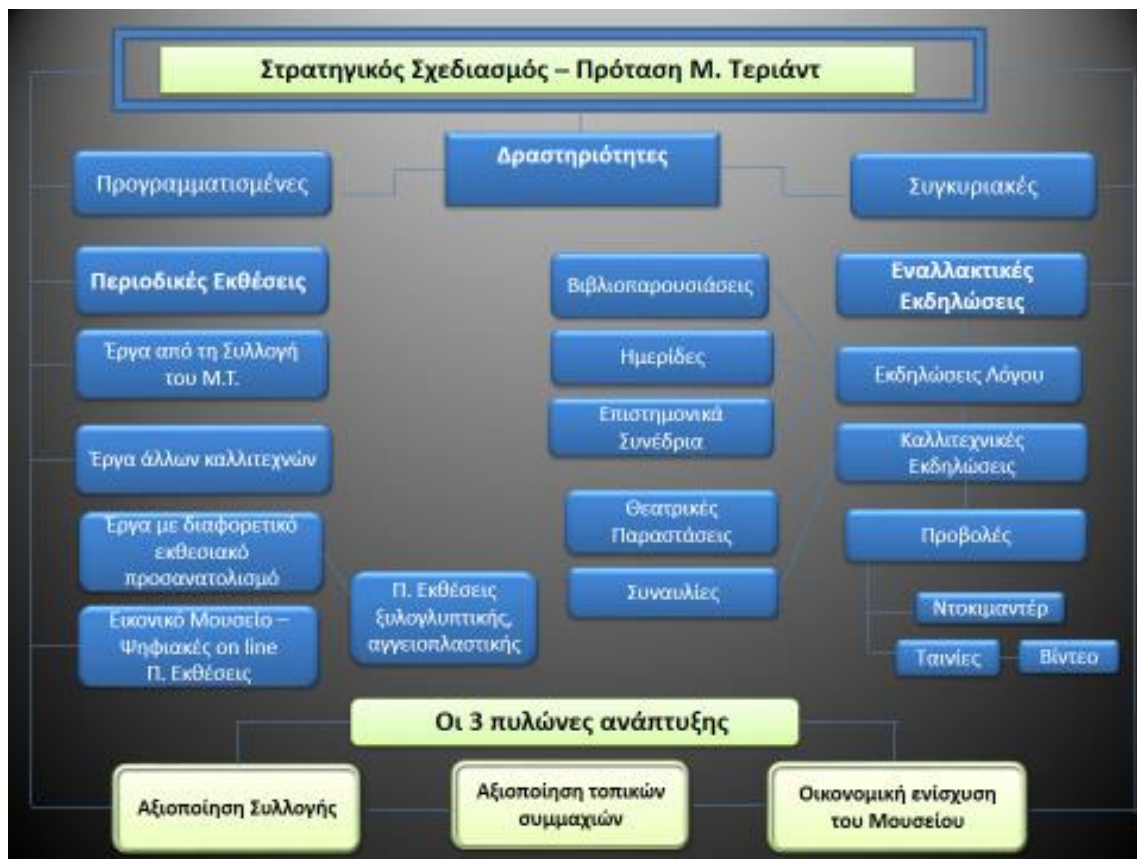 Στρατηγικός Σχεδιασμός – Πρόταση Μ. Τεριάντ
Δραστηριότητες
Προγραμματισμένες
Περιοδικές Εκθέσεις
Έργα από τη Συλλογή
του Μ.Τ.
Έργα άλλων καλλιτεχνών
Έργα με διαφορετικό
εκθεσιακό
προσανατολισμό
Π. Εκθέσεις
ξυλογλυπτικής,
αγγειοπλαστικής
Εικονικό Μουσείο –
Ψηφιακές on line
Π. Εκθέσεις
Συγκυριακές
Εναλλακτικές
Εκδηλώσεις
Εκδηλώσεις Λόγου
Βιβλιοπαρουσιάσεις
Ημερίδες
Επιστημονικά
Συνέδρια
Καλλιτεχνικές
Εκδηλώσεις
Θεατρικές
Παραστάσεις
Συναυλίες
Προβολές
Ντοκιμαντέρ
Ταινίες
Βίντεο
Οι 3 πυλώνες ανάπτυξης
Αξιοποίηση Συλλογής
Αξιοποίηση τοπικών
συμμαχιών
Οικονομική ενίσχυση
του Μουσείου